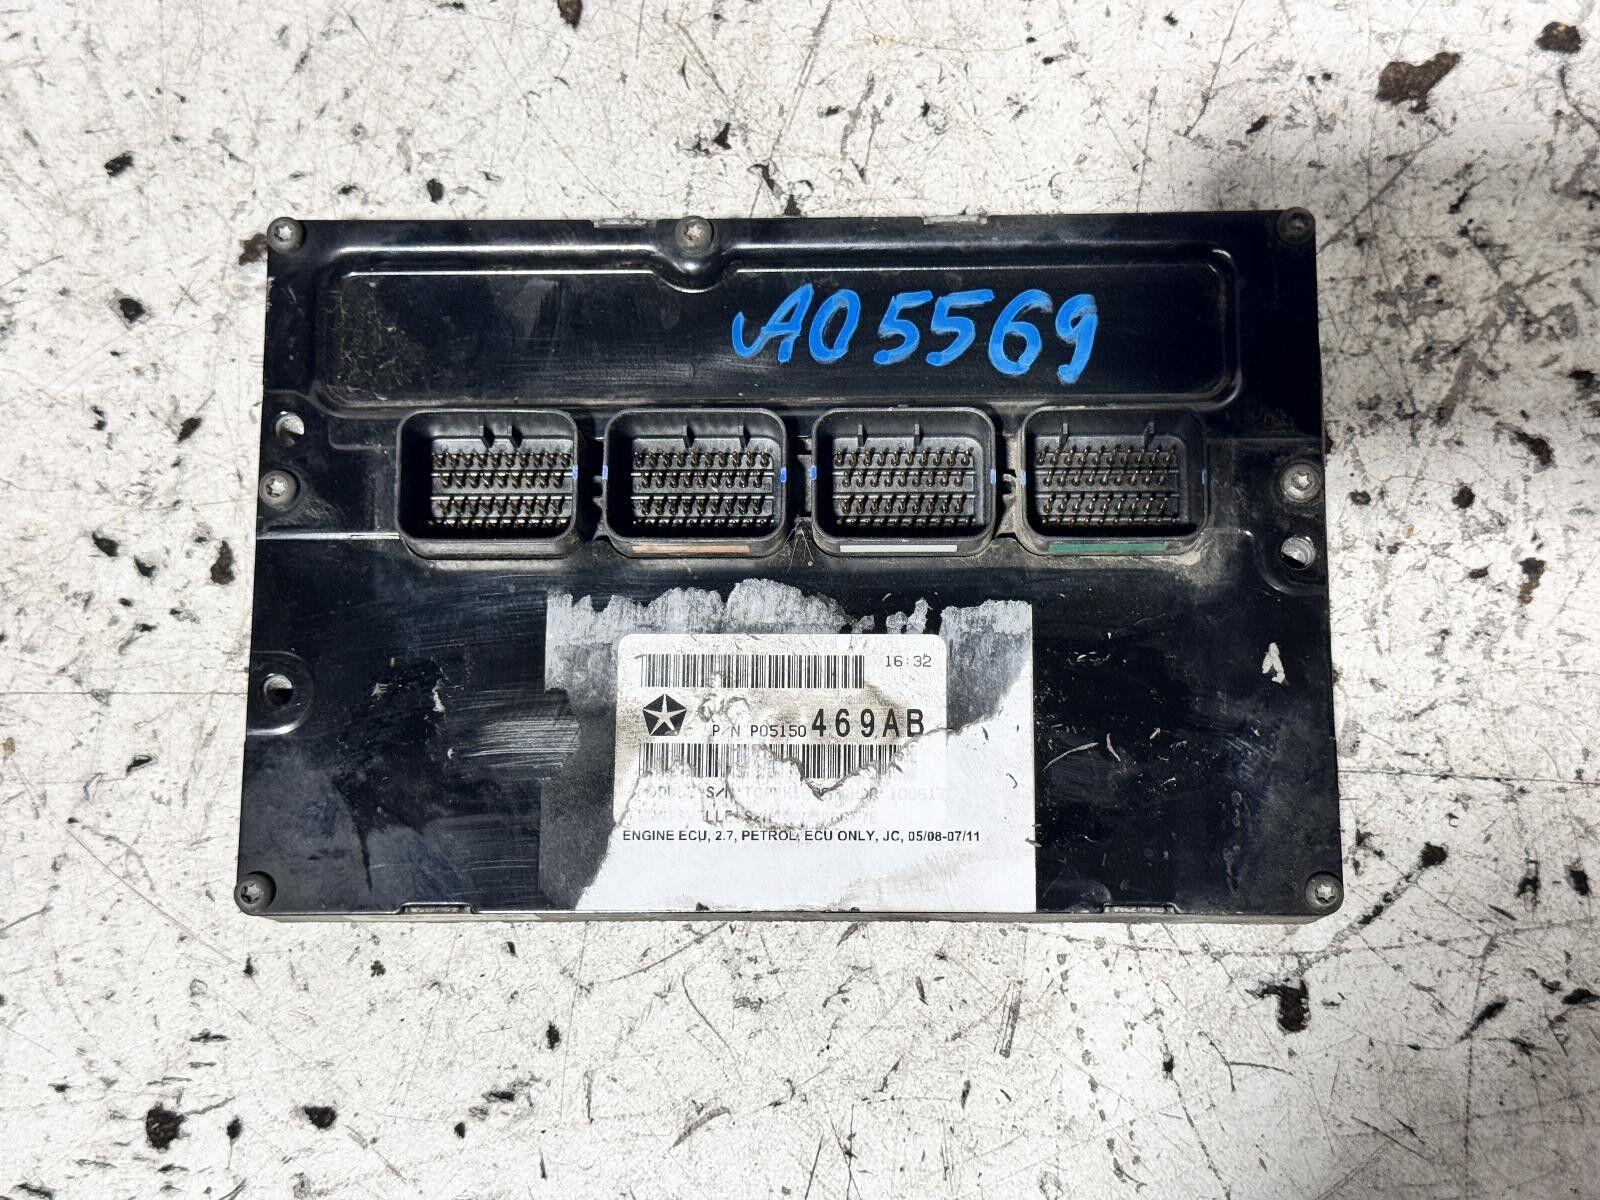 A05569
16:32
P/N P05150469AB
ENGINE ECU, 2.7, PETROL, ECU ONLY, JC, 05/08-07/11